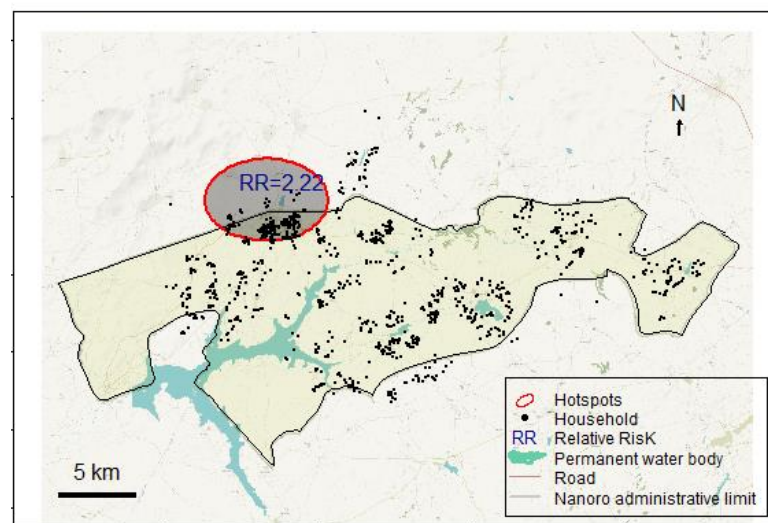 N
RR=2,22
Hotspots
Household
RR Relative RisK
Permanent water body
Road
Nanoro administrative limit
5 km